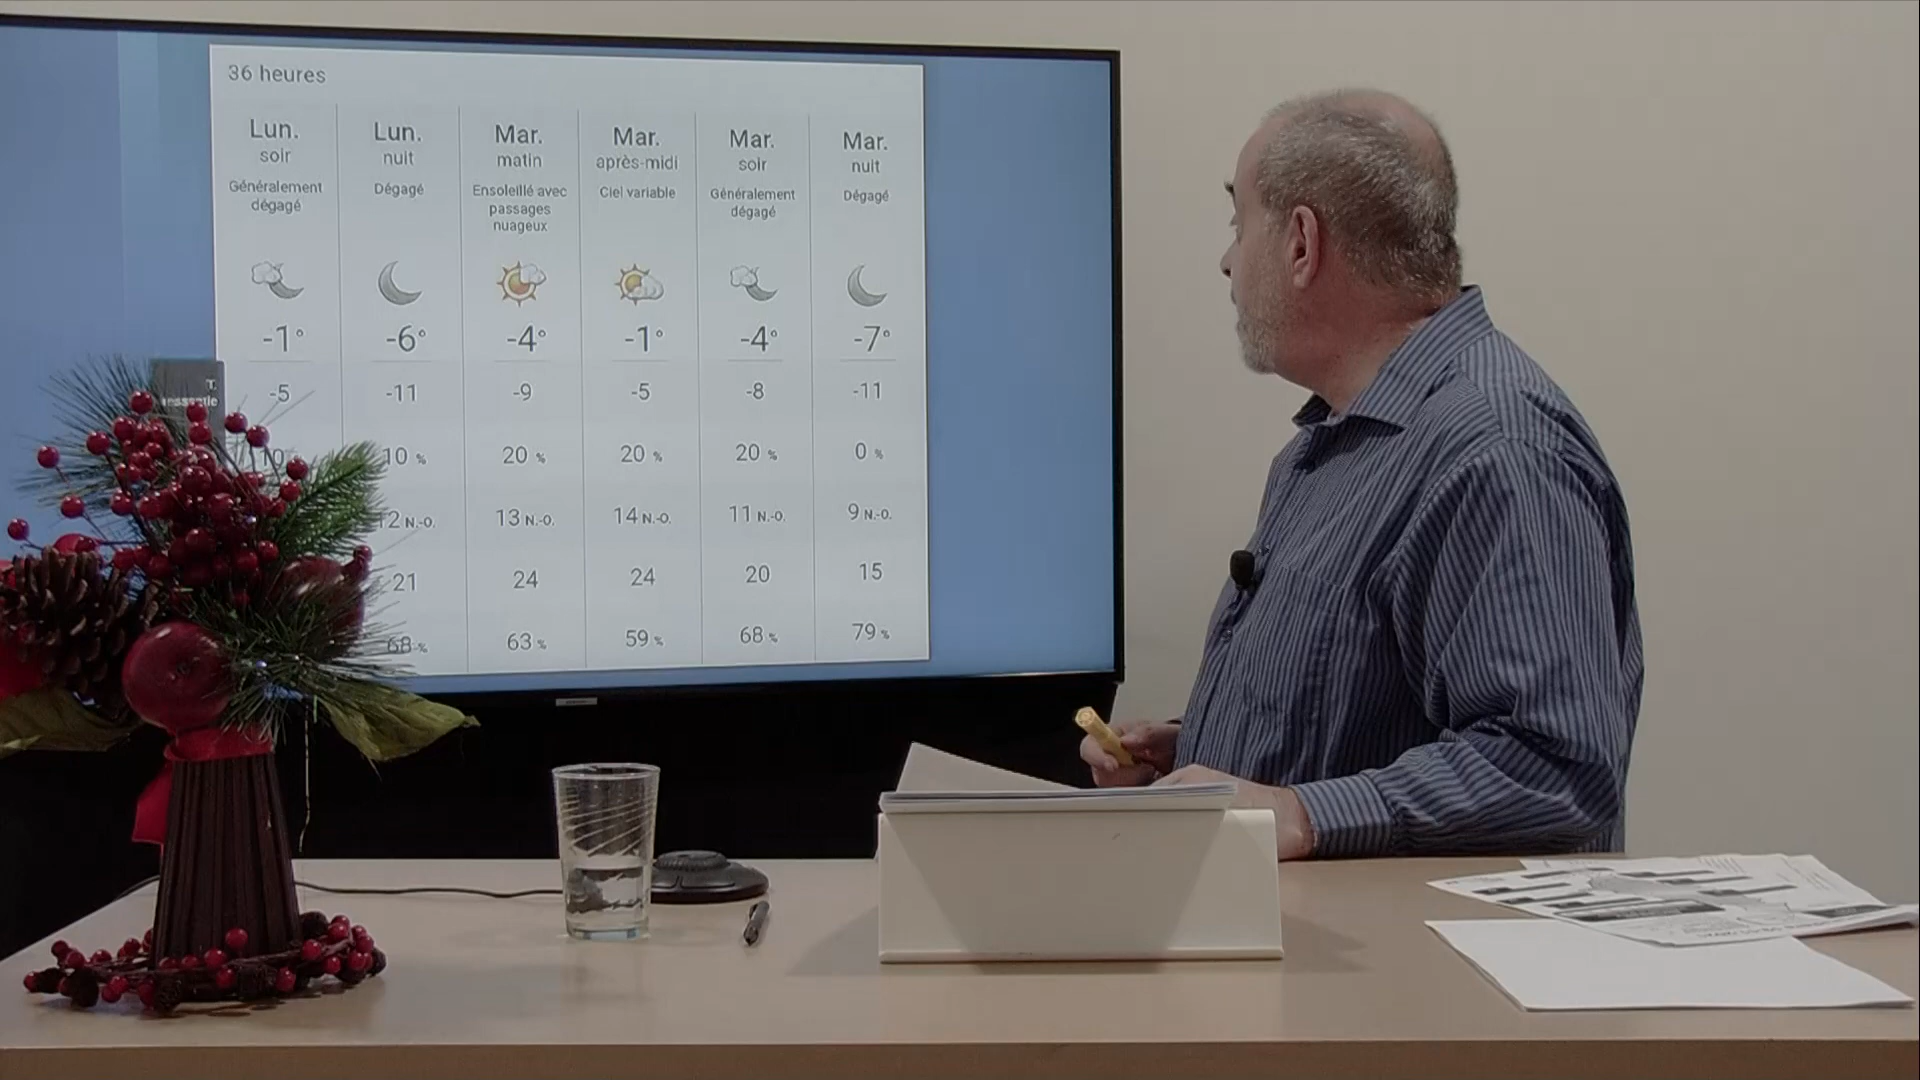 36 heures
Lun. Lun. Mar. Mar. Mar. Mar.
soir nuit matin après-midi soir nuit
Généralement Dégagé Ensoleillé avec Ciel variable Généralement Dégagé
dégagé passages dégagé
nuageux
-1° -6° -4° -1° -4° -7°
T.
-5 -11 -9 -5 -8 -11
10 10 % 20 % 20 % 20 % 0 %
12 N.-O. 13 N.-O. 14 N.-O. 11 N.-O. 9 N.-O.
21 24 24 20 15
68 % 63 % 59 % 68 % 79 %